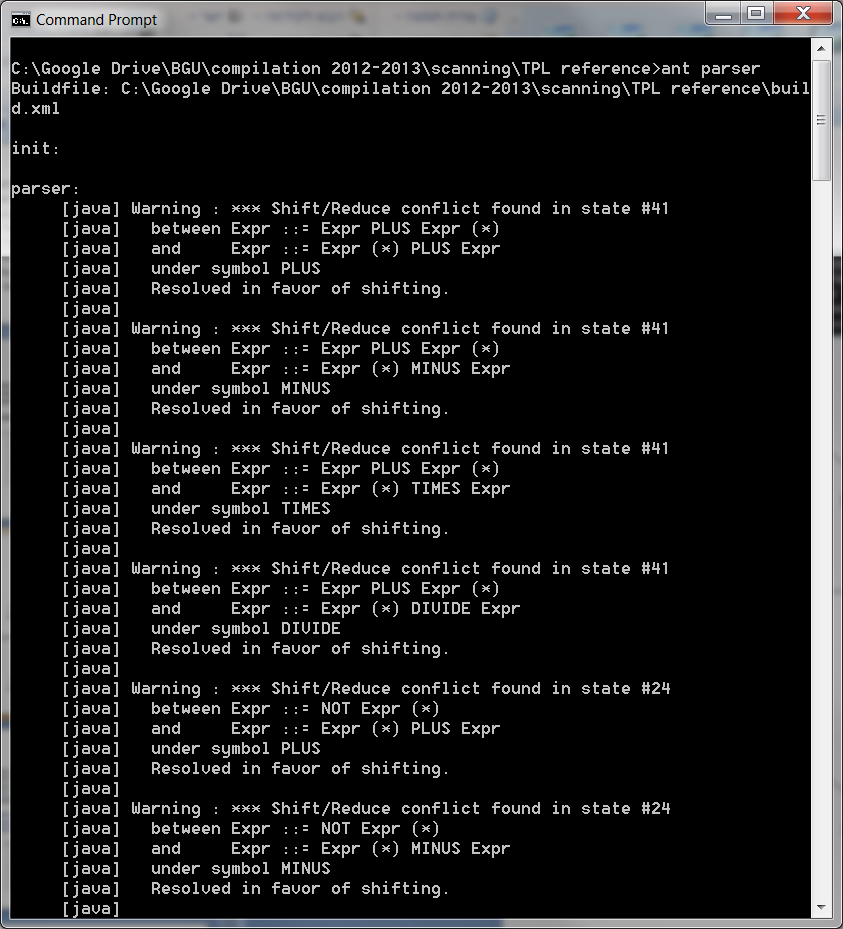 Command Prompt
C:\Google Drive\BGU\compilation 2012-2013\scanning\TPL reference>ant parser
Buildfile: C:\Google Drive\BGU\compilation 2012-2013\scanning\TPL reference\buil
d.xml
init:
parser:
[java] Warning : *** Shift/Reduce conflict found in state #41
[java]   between Expr ::= Expr PLUS Expr (*)
[java]   and     Expr ::= Expr (*) PLUS Expr
[java]   under symbol PLUS
[java]   Resolved in favor of shifting.
[java]
[java] Warning : *** Shift/Reduce conflict found in state #41
[java]   between Expr ::= Expr PLUS Expr (*)
[java]   and     Expr ::= Expr (*) MINUS Expr
[java]   under symbol MINUS
[java]   Resolved in favor of shifting.
[java]
[java] Warning : *** Shift/Reduce conflict found in state #41
[java]   between Expr ::= Expr PLUS Expr (*)
[java]   and     Expr ::= Expr (*) TIMES Expr
[java]   under symbol TIMES
[java]   Resolved in favor of shifting.
[java]
[java] Warning : *** Shift/Reduce conflict found in state #41
[java]   between Expr ::= Expr PLUS Expr (*)
[java]   and     Expr ::= Expr (*) DIVIDE Expr
[java]   under symbol DIVIDE
[java]   Resolved in favor of shifting.
[java]
[java] Warning : *** Shift/Reduce conflict found in state #24
[java]   between Expr ::= NOT Expr (*)
[java]   and     Expr ::= Expr (*) PLUS Expr
[java]   under symbol PLUS
[java]   Resolved in favor of shifting.
[java]
[java] Warning : *** Shift/Reduce conflict found in state #24
[java]   between Expr ::= NOT Expr (*)
[java]   and     Expr ::= Expr (*) MINUS Expr
[java]   under symbol MINUS
[java]   Resolved in favor of shifting.
[java]